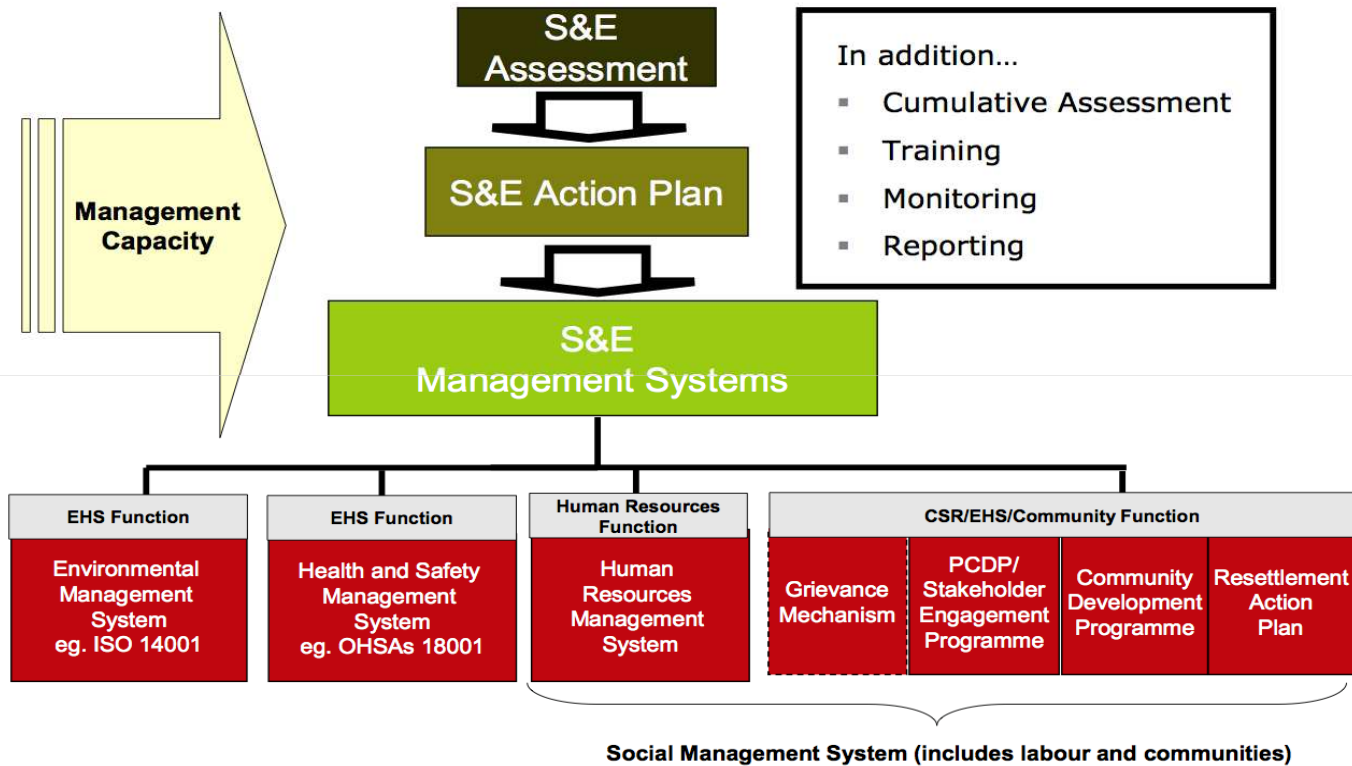 S&E
Assessment
In addition...
▪ Cumulative Assessment
▪ Training
▪ Monitoring
▪ Reporting
Management
Capacity
S&E Action Plan
S&E
Management Systems
EHS Function
Environmental
Management
System
eg. ISO 14001
EHS Function
Health and Safety
Management
System
eg. OHSAs 18001
Human Resources
Function
Human
Resources
Management
System
CSR/EHS/Community Function
Grievance
Mechanism
PCDP/
Stakeholder
Engagement
Programme
Community
Development
Programme
Resettlement
Action
Plan
Social Management System (includes labour and communities)